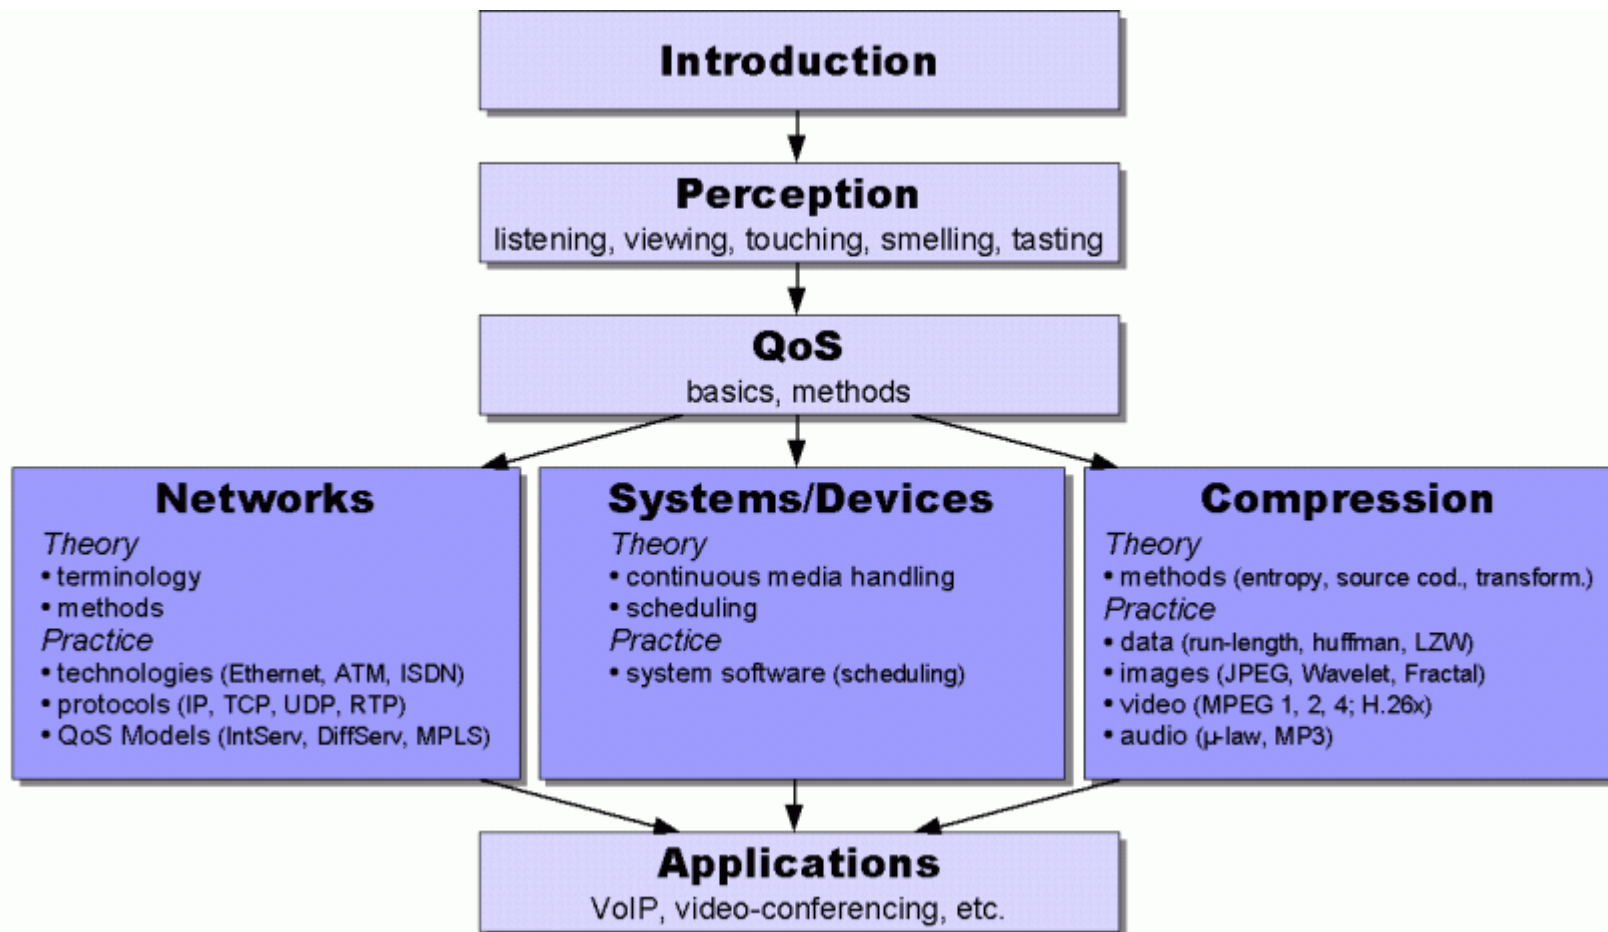 Introduction
Perception
listening, viewing, touching, smelling, tasting
QoS
basics, methods
Networks
Theory
• terminology
• methods
Practice
• technologies (Ethernet, ATM, ISDN)
• protocols (IP, TCP, UDP, RTP)
• QoS Models (IntServ, DiffServ, MPLS)
Systems/Devices
Theory
• continuous media handling
• scheduling
Practice
• system software (scheduling)
Compression
Theory
• methods (entropy, source cod., transform.)
Practice
• data (run-length, huffman, LZW)
• images (JPEG, Wavelet, Fractal)
• video (MPEG 1, 2, 4; H.26x)
• audio (µ-law, MP3)
Applications
VoIP, video-conferencing, etc.